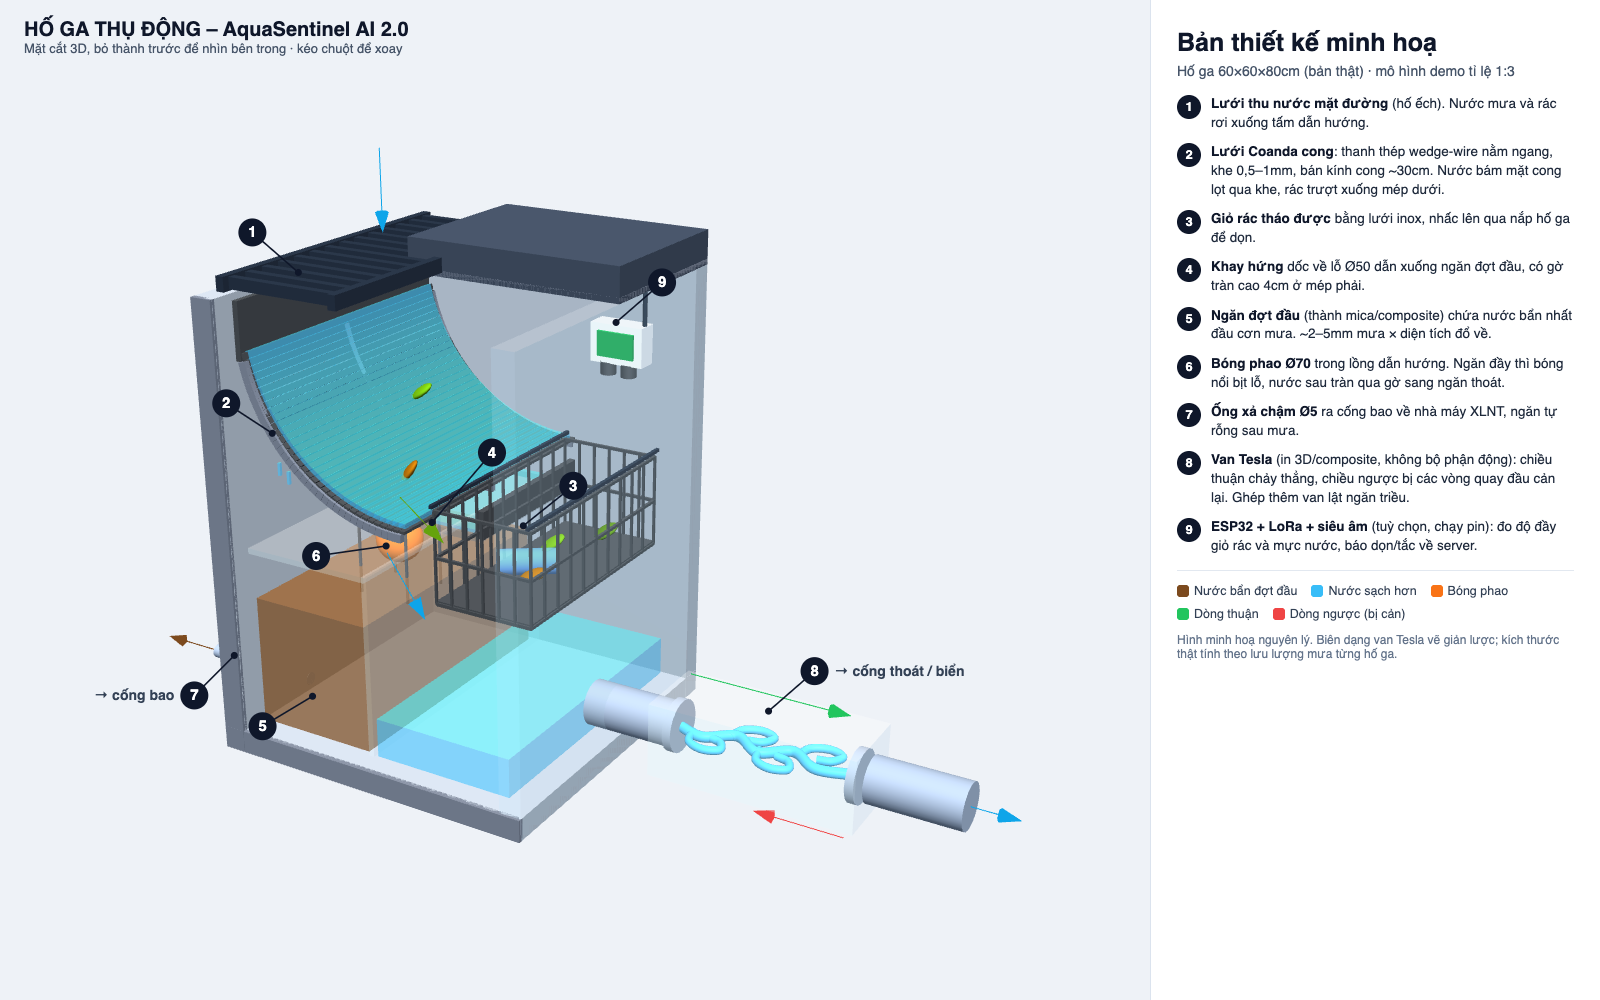 HỐ GA THỤ ĐỘNG – AquaSentinel AI 2.0
Mặt cắt 3D, bỏ thành trước để nhìn bên trong · kéo chuột để xoay
1
9
2
4
3
6
8 → cống thoát / biển
→ cống bao 7
5
Bản thiết kế minh hoạ
Hố ga 60×60×80cm (bản thật) · mô hình demo tỉ lệ 1:3
1 Lưới thu nước mặt đường (hố ếch). Nước mưa và rác
rơi xuống tấm dẫn hướng.
2 Lưới Coanda cong: thanh thép wedge-wire nằm ngang,
khe 0,5–1mm, bán kính cong ~30cm. Nước bám mặt cong
lọt qua khe, rác trượt xuống mép dưới.
3 Giỏ rác tháo được bằng lưới inox, nhấc lên qua nắp hố ga
để dọn.
4 Khay hứng dốc về lỗ Ø50 dẫn xuống ngăn đợt đầu, có gờ
tràn cao 4cm ở mép phải.
5 Ngăn đợt đầu (thành mica/composite) chứa nước bẩn nhất
đầu cơn mưa. ~2–5mm mưa × diện tích đổ về.
6 Bóng phao Ø70 trong lồng dẫn hướng. Ngăn đầy thì bóng
nổi bịt lỗ, nước sau tràn qua gờ sang ngăn thoát.
7 Ống xả chậm Ø5 ra cống bao về nhà máy XLNT, ngăn tự
rỗng sau mưa.
8 Van Tesla (in 3D/composite, không bộ phận động): chiều
thuận chảy thẳng, chiều ngược bị các vòng quay đầu cản
lại. Ghép thêm van lật ngăn triều.
9 ESP32 + LoRa + siêu âm (tuỳ chọn, chạy pin): đo độ đầy
giỏ rác và mực nước, báo dọn/tắc về server.
Nước bẩn đợt đầu Nước sạch hơn Bóng phao
Dòng thuận Dòng ngược (bị cản)
Hình minh hoạ nguyên lý. Biên dạng van Tesla vẽ giản lược; kích thước
thật tính theo lưu lượng mưa từng hố ga.